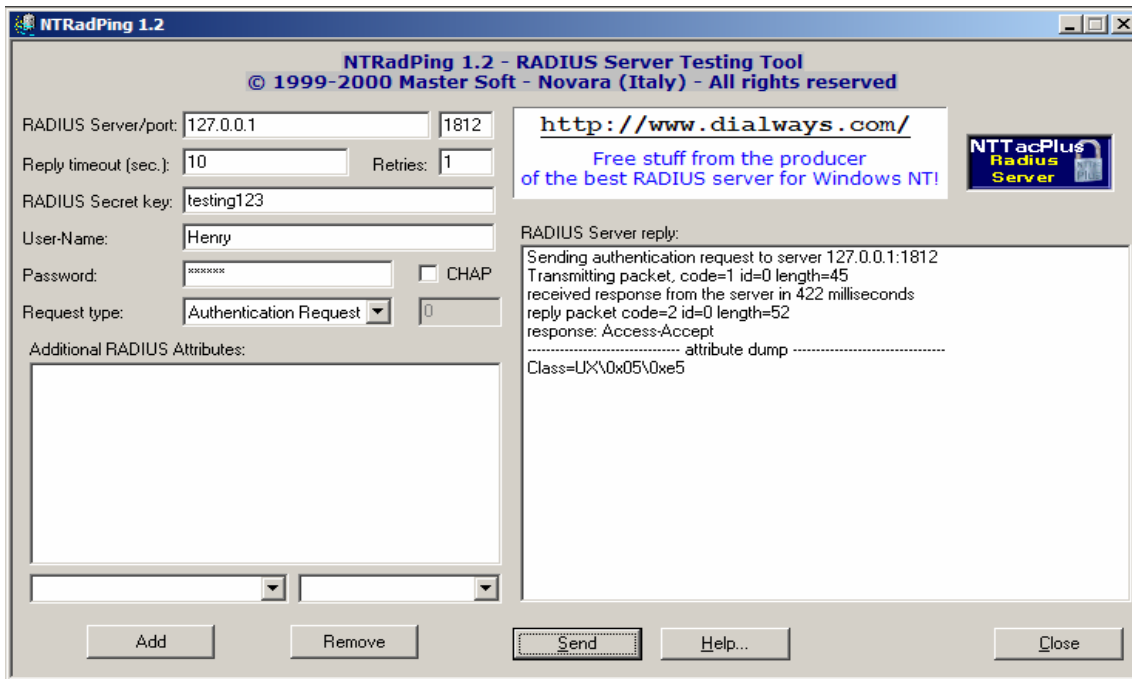 NTRadPing 1.2
NTRadPing 1.2 - RADIUS Server Testing Tool
© 1999-2000 Master Soft - Novara (Italy) - All rights reserved
RADIUS Server/port: 127.0.0.1 1812
Reply timeout (sec.): 10 Retries: 1
RADIUS Secret key: testing123
User-Name: Henry
Password: ****** CHAP
Request type: Authentication Request 0
Additional RADIUS Attributes:
Add Remove
http://www.dialways.com/
Free stuff from the producer
of the best RADIUS server for Windows NT!
NTTacPlus
Radius
Server
RADIUS Server reply:
Sending authentication request to server 127.0.0.1:1812
Transmitting packet, code=1 id=0 length=45
received response from the server in 422 milliseconds
reply packet code=2 id=0 length=52
response: Access-Accept
--------------------------------- attribute dump ---------------------------------
Class=UX\0x05\0xe5
Send Help... Close